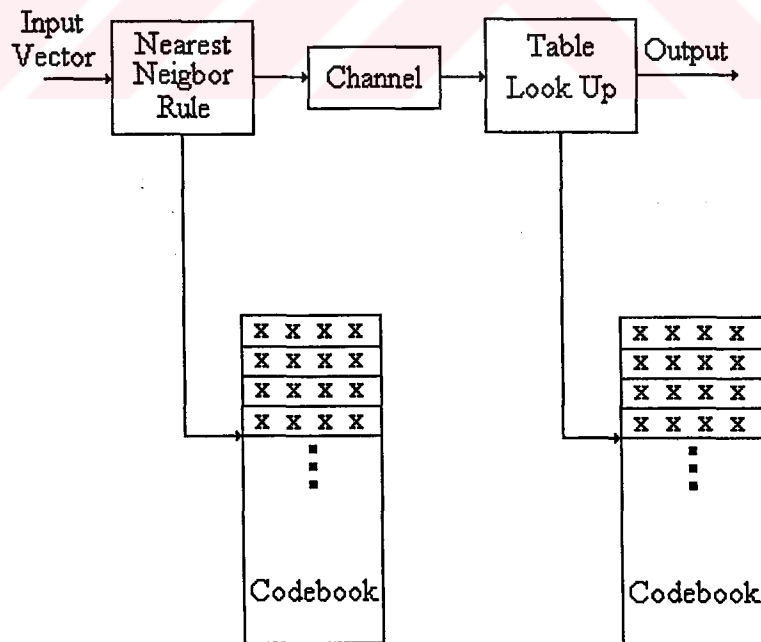 Input
Vector
Nearest
Neigbor
Rule
Channel
Table
Look Up
Output
X X X X
X X X X
X X X X
X X X X
Codebook
X X X X
X X X X
X X X X
X X X X
Codebook